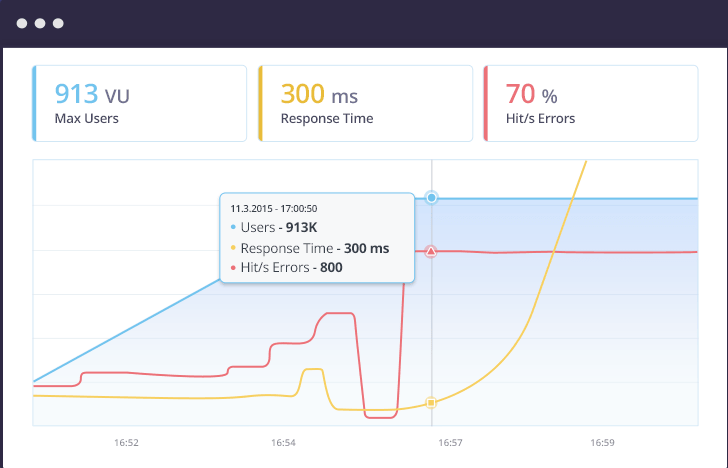 913 VU
Max Users
300 ms
Response Time
70 %
Hit/s Errors
11.3.2015 - 17:00:50
Users - 913K
Response Time - 300 ms
Hit/s Errors - 800
16:52
16:54
16:57
16:59